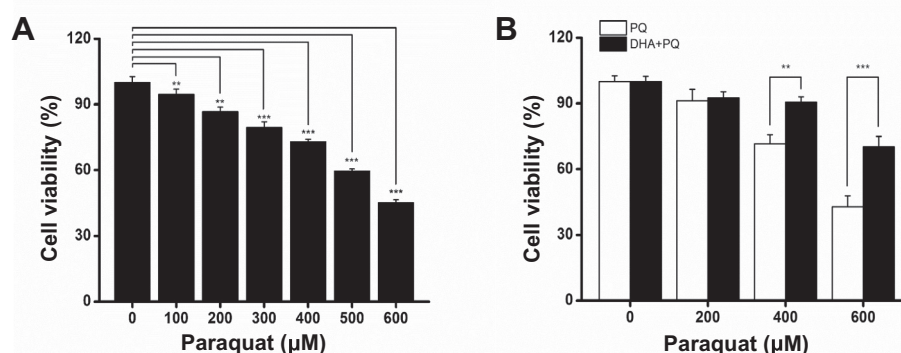 A
120
90
60
30
0
Cell viability (%)
**
**
***
***
***
***
0 100 200 300 400 500 600
Paraquat (μM)
B
PQ
DHA+PQ
120
90
60
30
0
Cell viability (%)
**
***
0 200 400 600
Paraquat (μM)